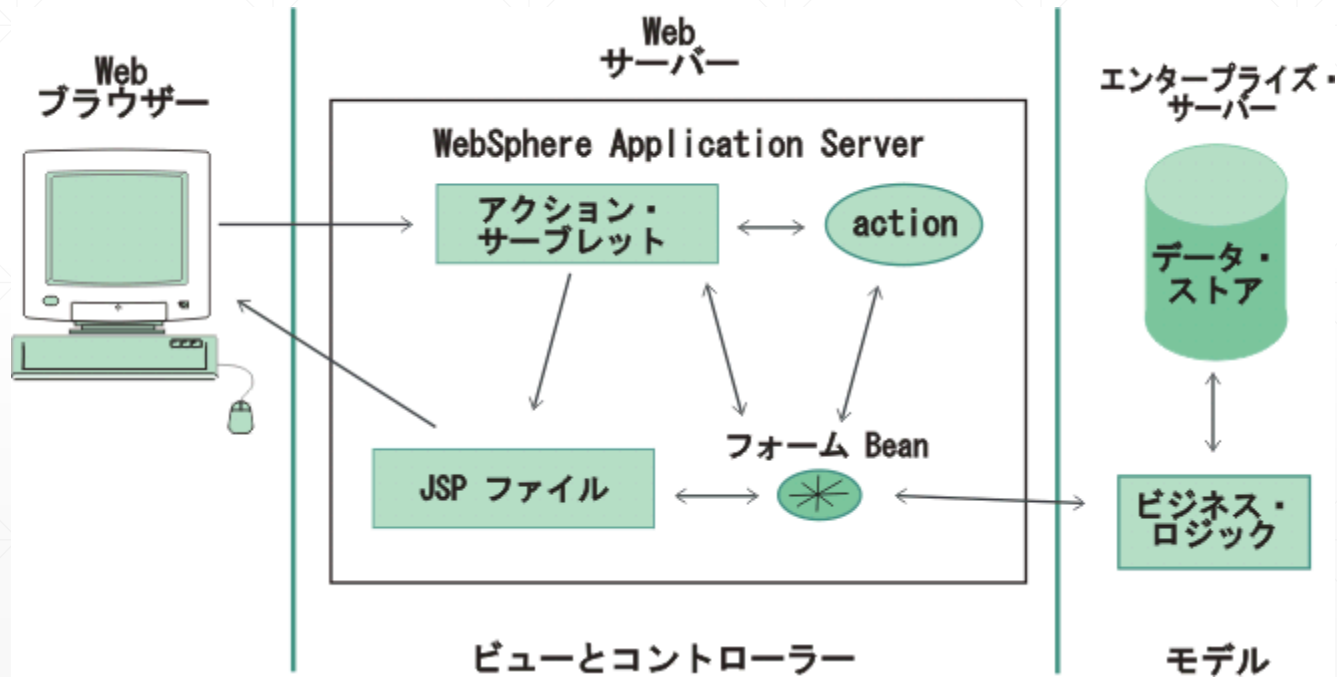 Web
ブラウザー
Web
サーバー
エンタープライズ・
サーバー
WebSphere Application Server
アクション・
サーブレット
action
データ・
ストア
フォーム Bean
JSP ファイル
ビジネス・
ロジック
ビューとコントローラー
モデル